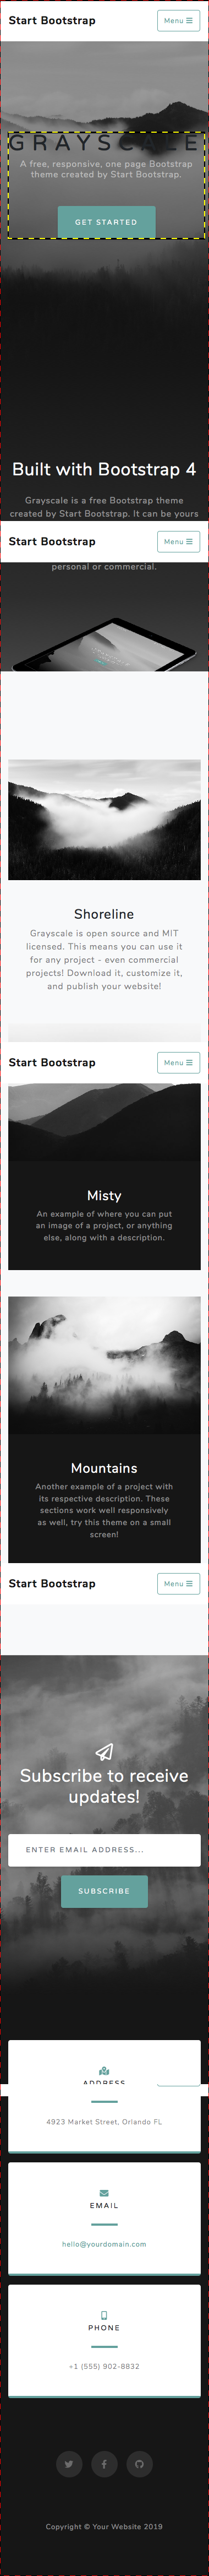 Start Bootstrap
Menu
GRAYSCALE
A free, responsive, one page Bootstrap
theme created by Start Bootstrap.
GET STARTED
Built with Bootstrap 4
Grayscale is a free Bootstrap theme
created by Start Bootstrap. It can be yours
Start Bootstrap
Menu
personal or commercial.
Shoreline
Grayscale is open source and MIT
licensed. This means you can use it
for any project - even commercial
projects! Download it, customize it,
and publish your website!
Start Bootstrap
Menu
Misty
An example of where you can put
an image of a project, or anything
else, along with a description.
Mountains
Another example of a project with
its respective description. These
sections work well responsively
as well, try this theme on a small
screen!
Start Bootstrap
Menu
Subscribe to receive
updates!
ENTER EMAIL ADDRESS...
SUBSCRIBE
ADDRESS
4923 Market Street, Orlando FL
EMAIL
hello@yourdomain.com
PHONE
+1 (555) 902-8832
Copyright © Your Website 2019